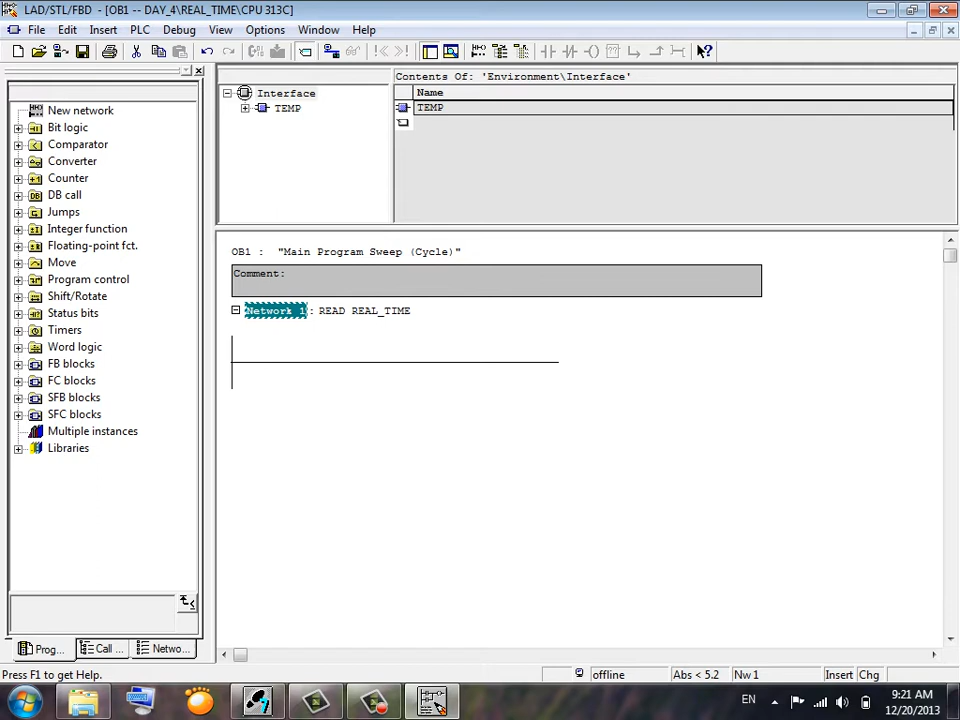 LAD/STL/FBD - [OB1 -- DAY_4\REAL_TIME\CPU 313C]
File Edit Insert PLC Debug View Options Window Help
Contents Of: 'Environment\Interface'
Interface
TEMP
Name
TEMP
New network
Bit logic
Comparator
Converter
Counter
DB call
Jumps
Integer function
Floating-point fct.
Move
Program control
Shift/Rotate
Status bits
Timers
Word logic
FB blocks
FC blocks
SFB blocks
SFC blocks
Multiple instances
Libraries
OB1 : "Main Program Sweep (Cycle)"
Comment:
Network 1: READ REAL_TIME
Prog... Call ... Netwo...
Press F1 to get Help.
offline Abs < 5.2 Nw 1 Insert Chg
EN
9:21 AM
12/20/2013